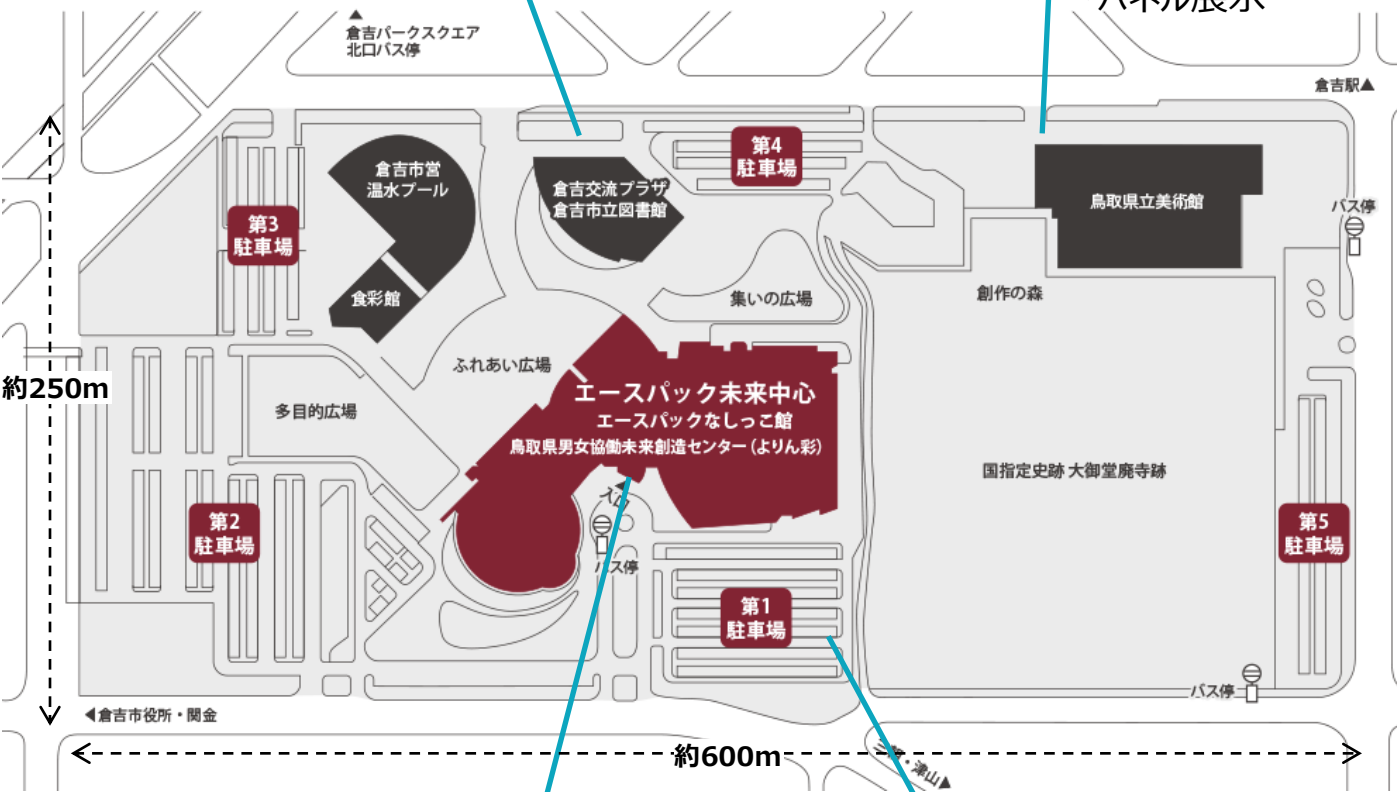 パネル展示
▲
倉吉パークスクエア
北口バス停
倉吉駅▲
第4
駐車場
倉吉市営
温水プール
倉吉交流プラザ
倉吉市立図書館
鳥取県立美術館
バス停
第3
駐車場
食彩館
集いの広場
創作の森
ふれあい広場
約250m
エースパック未来中心
エースパックなしっこ館
鳥取県男女協働未来創造センター(よりん彩)
多目的広場
国指定史跡 大御堂廃寺跡
入口
第2
駐車場
第5
駐車場
バス停
第1
駐車場
バス停
◀倉吉市役所・関金
約600m
三朝・津山▶